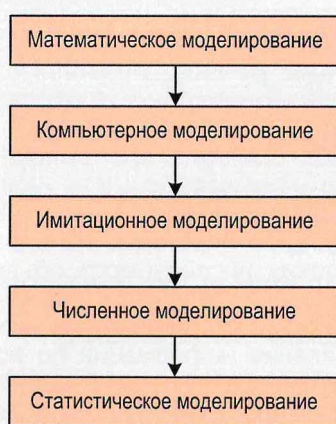 Математическое моделирование
Компьютерное моделирование
Имитационное моделирование
Численное моделирование
Статистическое моделирование